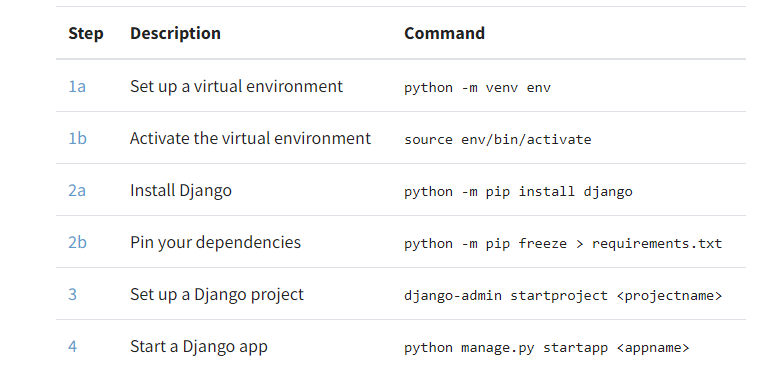 Step Description Command
1a Set up a virtual environment python -m venv env
1b Activate the virtual environment source env/bin/activate
2a Install Django python -m pip install django
2b Pin your dependencies python -m pip freeze > requirements.txt
3 Set up a Django project django-admin startproject <projectname>
4 Start a Django app python manage.py startapp <appname>